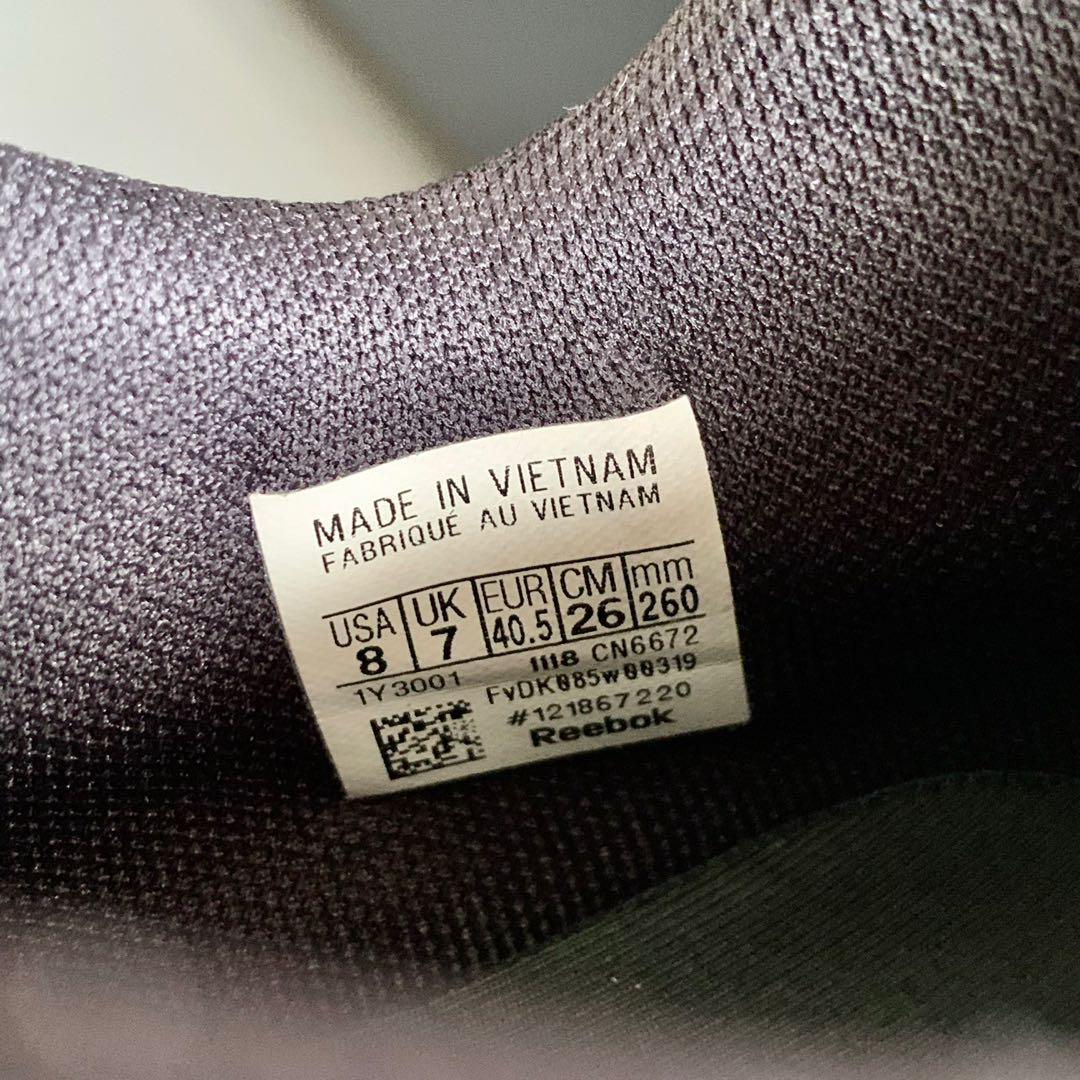 MADE IN VIETNAM
FABRIQUÉ AU VIETNAM
USA UK EUR CM mm
8 7 40.5 26 260
1Y3001 1118 CN6672
FvDK085w00319
#121867220
Reebok